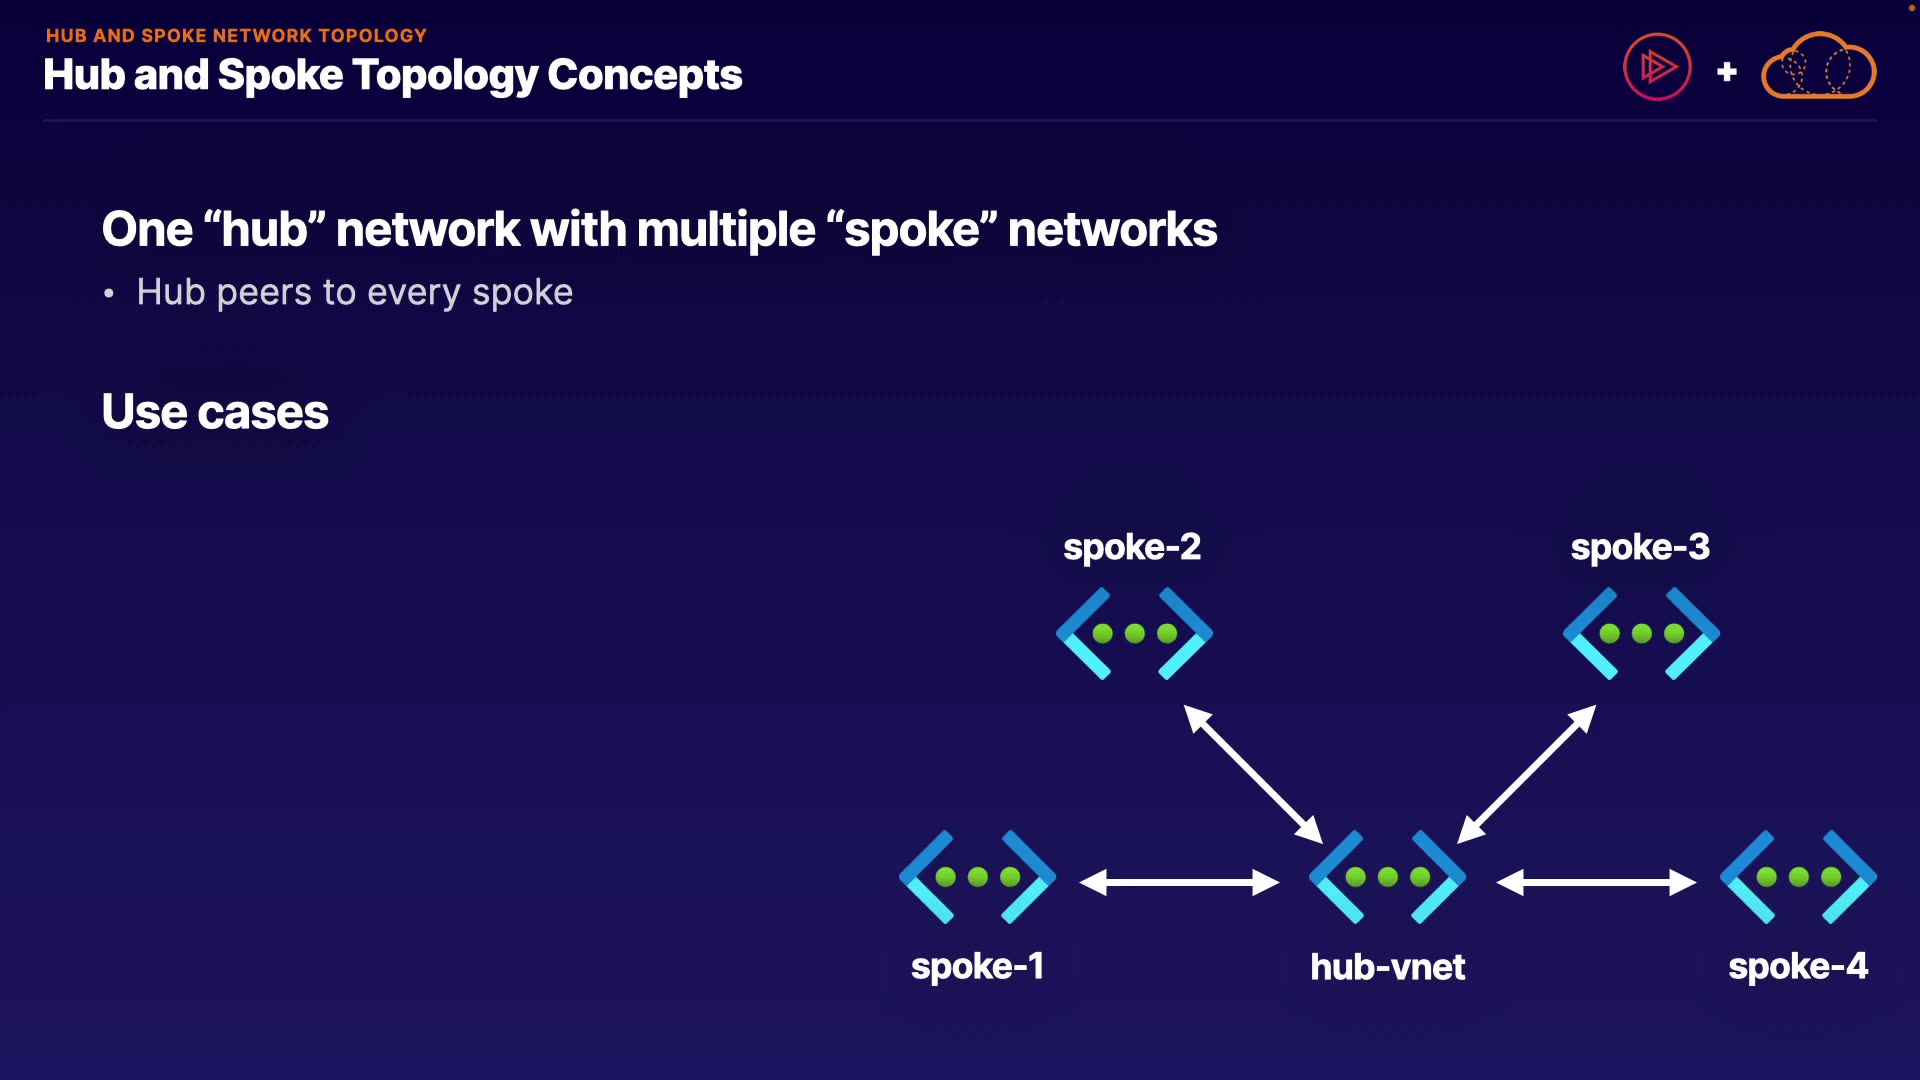 HUB AND SPOKE NETWORK TOPOLOGY
Hub and Spoke Topology Concepts
One “hub” network with multiple “spoke” networks
• Hub peers to every spoke
Use cases
spoke-2
spoke-3
spoke-1
hub-vnet
spoke-4